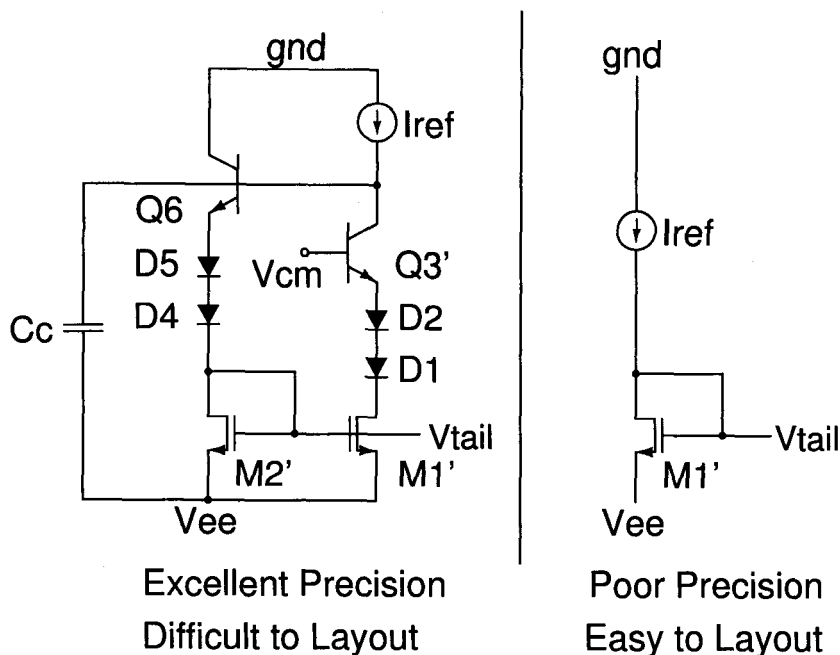 gnd
Iref
Q6
Vcm
Q3'
D5
D4
D2
D1
Cc
Vtail
M2'
M1'
Vee
Excellent Precision
Difficult to Layout
gnd
Iref
Vtail
M1'
Vee
Poor Precision
Easy to Layout